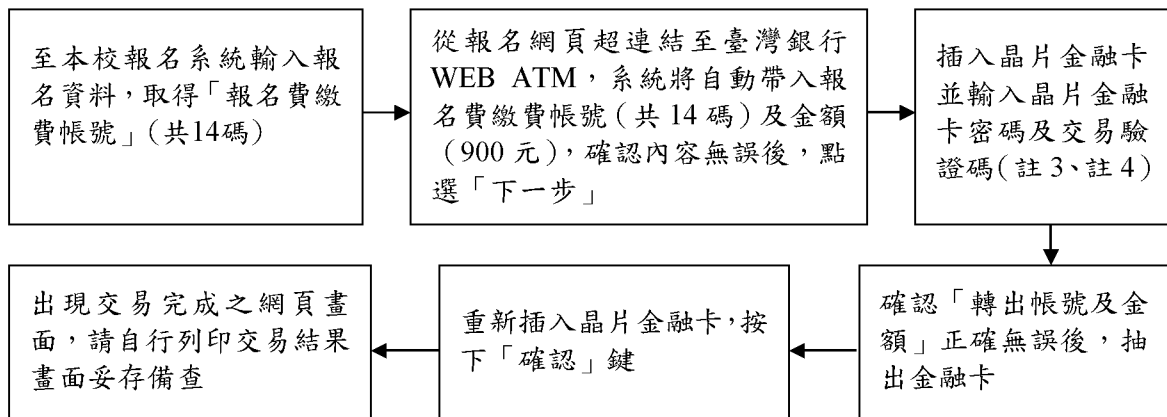 至本校報名系統輸入報
名資料，取得「報名費繳
費帳號」（共14碼）
從報名網頁超連結至臺灣銀行
WEB ATM，系統將自動帶入報
名費繳費帳號（共 14 碼）及金額
（900 元），確認內容無誤後，點
選「下一步」
插入晶片金融卡
並輸入晶片金融
卡密碼及交易驗
證碼（註 3、註 4）
確認「轉出帳號及金
額」正確無誤後，抽
出金融卡
重新插入晶片金融卡，按
下「確認」鍵
出現交易完成之網頁畫
面，請自行列印交易結果
畫面妥存備查